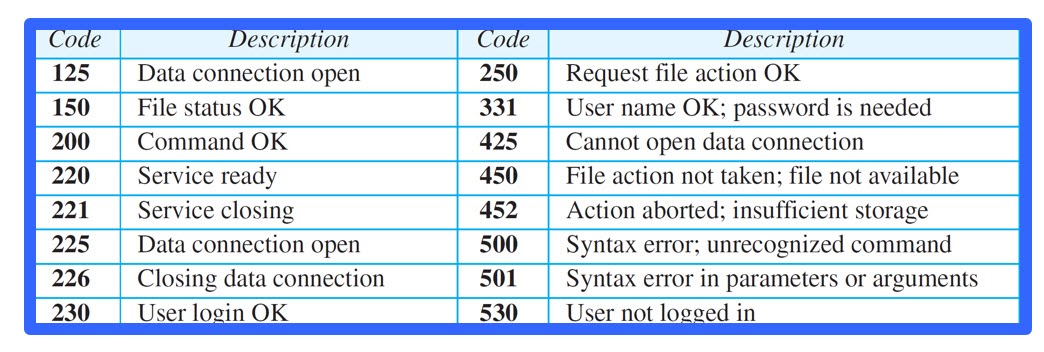 Code Description Code Description
125 Data connection open 250 Request file action OK
150 File status OK 331 User name OK; password is needed
200 Command OK 425 Cannot open data connection
220 Service ready 450 File action not taken; file not available
221 Service closing 452 Action aborted; insufficient storage
225 Data connection open 500 Syntax error; unrecognized command
226 Closing data connection 501 Syntax error in parameters or arguments
230 User login OK 530 User not logged in